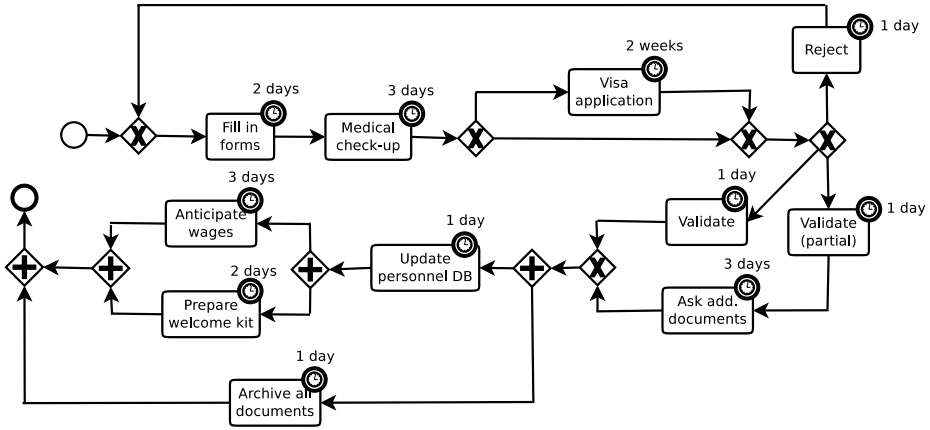 1 day
Reject
2 weeks
Visa
application
2 days
Fill in
forms
3 days
Medical
check-up
X
X
X
X
3 days
Anticipate
wages
1 day
Validate
1 day
Validate
(partial)
1 day
Update
personnel DB
X
2 days
Prepare
welcome kit
3 days
Ask add.
documents
1 day
Archive all
documents